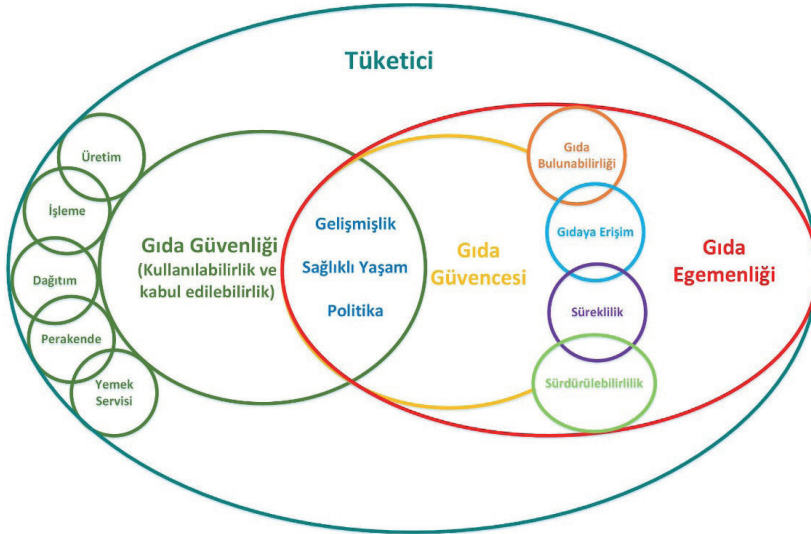 Tüketici
Üretim
İşleme
Dağıtım
Perakende
Yemek
Servisi
Gıda Güvenliği
(Kullanılabilirlik ve
kabul edilebilirlik)
Gelişmişlik
Sağlıklı Yaşam
Politika
Gıda
Güvencesi
Gıda
Bulunabilirliği
Gıdaya Erişim
Süreklilik
Sürdürülebilirlilik
Gıda
Egemenliği